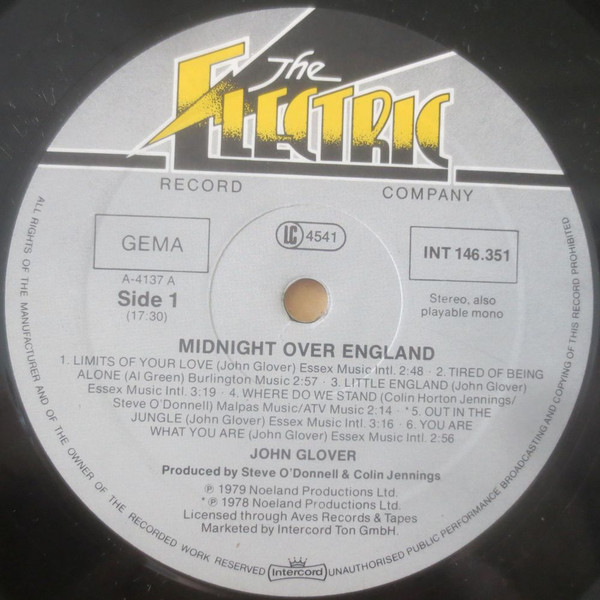 The
ELECTRIC
RECORD COMPANY
GEMA
LC 4541
INT 146.351
A-4137 A
Side 1
(17:30)
Stereo, also
playable mono
MIDNIGHT OVER ENGLAND
1. LIMITS OF YOUR LOVE (John Glover) Essex Music Intl. 2:48 · 2. TIRED OF BEING
ALONE (Al Green) Burlington Music 2:57 · 3. LITTLE ENGLAND (John Glover)
Essex Music Intl. 3:19 · 4. WHERE DO WE STAND (Colin Horton Jennings/
Steve O'Donnell) Malpas Music/ATV Music 2:14 · *5. OUT IN THE
JUNGLE (John Glover) Essex Music Intl. 3:16 · 6. YOU ARE
WHAT YOU ARE (John Glover) Essex Music Intl. 2:56
JOHN GLOVER
Produced by Steve O'Donnell & Colin Jennings
℗ 1979 Noeland Productions Ltd.
* ℗ 1978 Noeland Productions Ltd.
Licensed through Aves Records & Tapes
Marketed by Intercord Ton GmbH.
ALL RIGHTS OF THE MANUFACTURER AND OF THE OWNER OF THE RECORDED WORK RESERVED
Intercord
UNAUTHORISED PUBLIC PERFORMANCE BROADCASTING AND COPYING OF THIS RECORD PROHIBITED